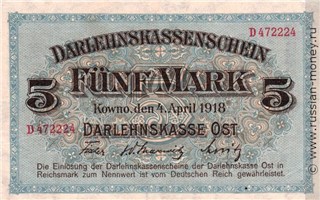 D 472224
DARLEHNSKASSENSCHEIN
5 FÜNF MARK 5
Kowno, den 4. April 1918
D 472224 DARLEHNSKASSE OST
Die Einlösung der Darlehnskassenscheine der Darlehnskasse Ost in
Reichsmark zum Nennwert ist vom Deutschen Reich gewährleistet.
© www.russian-money.ru